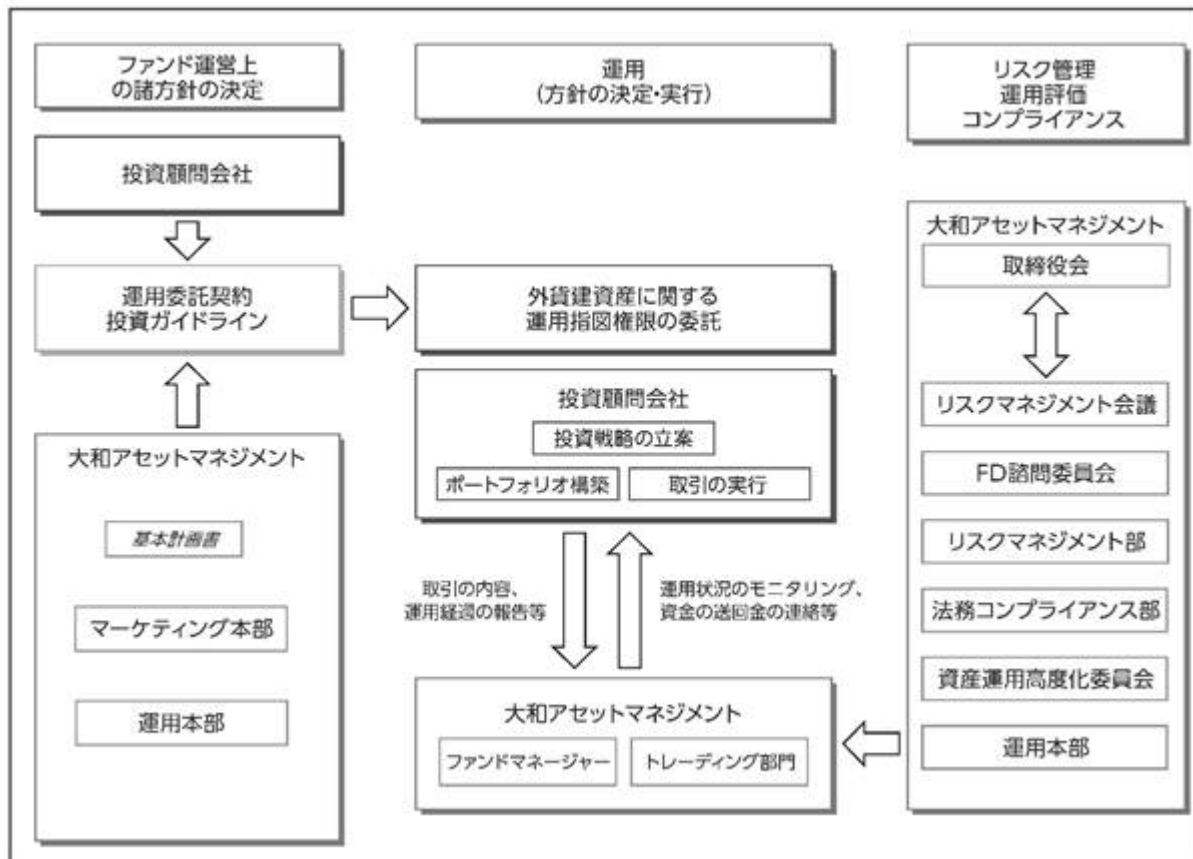 ファンド運営上
の諸方針の決定
投資顧問会社
運用委託契約
投資ガイドライン
大和アセットマネジメント
基本計画書
マーケティング本部
運用本部
運用
(方針の決定・実行)
外貨建資産に関する
運用指図権限の委託
投資顧問会社
投資戦略の立案
ポートフォリオ構築
取引の実行
取引の内容、
運用経過の報告等
運用状況のモニタリング、
資金の送回金の連絡等
大和アセットマネジメント
ファンドマネージャー
トレーディング部門
リスク管理
運用評価
コンプライアンス
大和アセットマネジメント
取締役会
リスクマネジメント会議
FD諮問委員会
リスクマネジメント部
法務コンプライアンス部
資産運用高度化委員会
運用本部